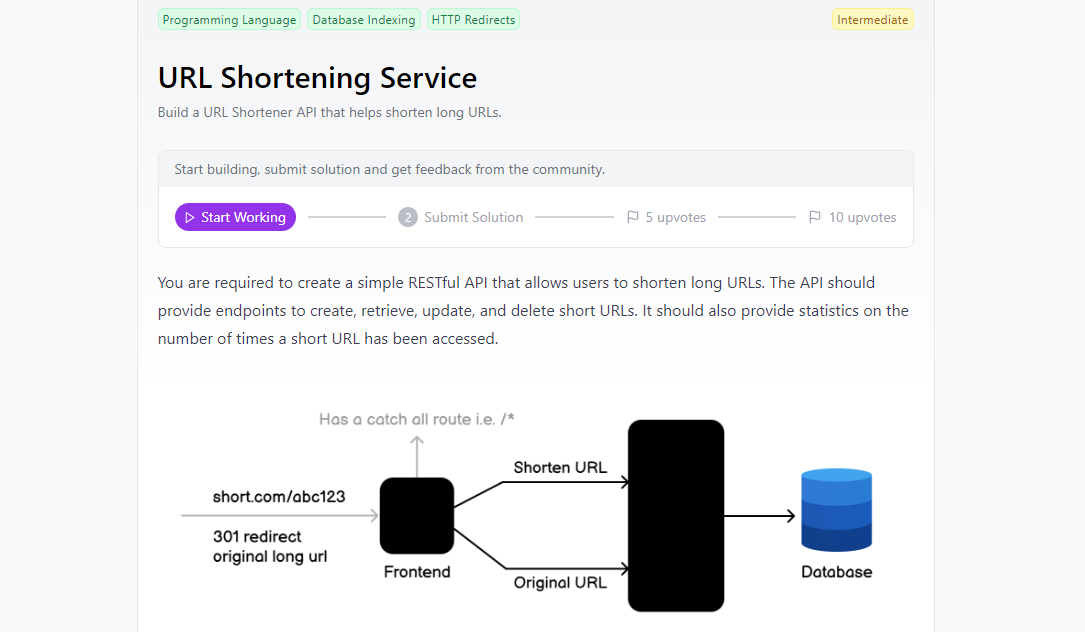 Programming Language Database Indexing HTTP Redirects Intermediate
URL Shortening Service
Build a URL Shortener API that helps shorten long URLs.
Start building, submit solution and get feedback from the community.
Start Working 2 Submit Solution 5 upvotes 10 upvotes
You are required to create a simple RESTful API that allows users to shorten long URLs. The API should
provide endpoints to create, retrieve, update, and delete short URLs. It should also provide statistics on the
number of times a short URL has been accessed.
Has a catch all route i.e. /*
Shorten URL
short.com/abc123
301 redirect
original long url
Frontend
Original URL
Database